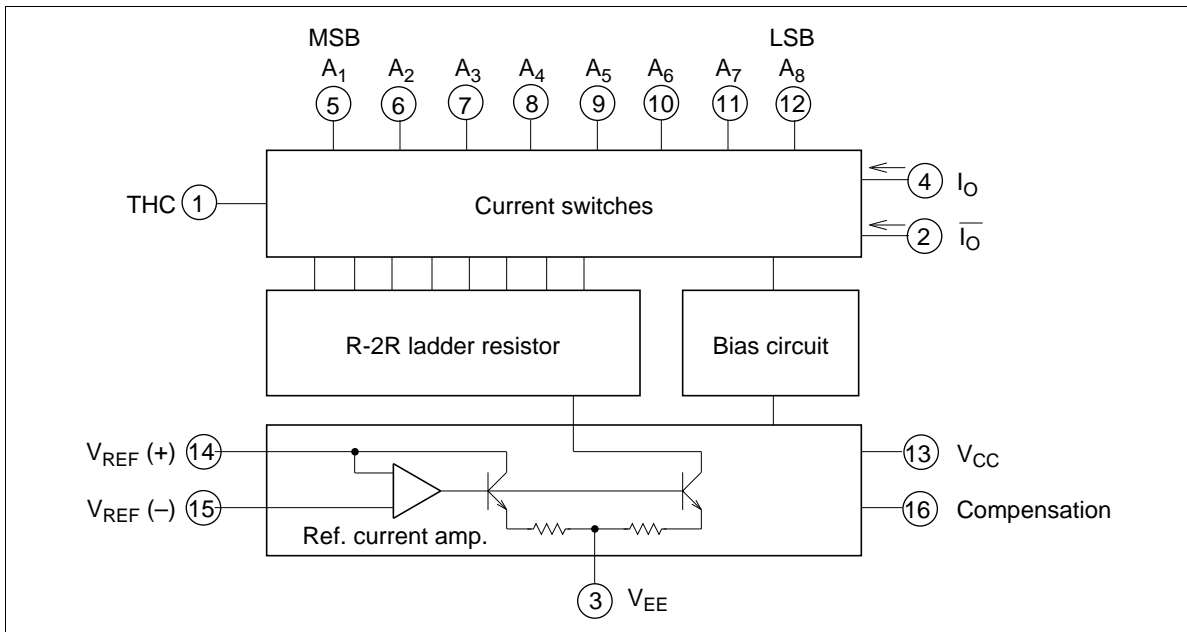 MSB LSB
A1 A2 A3 A4 A5 A6 A7 A8
5 6 7 8 9 10 11 12
THC 1 Current switches 4 IO
2 I̅O̅
R-2R ladder resistor Bias circuit
VREF (+) 14 13 VCC
VREF (–) 15 16 Compensation
Ref. current amp.
3 VEE